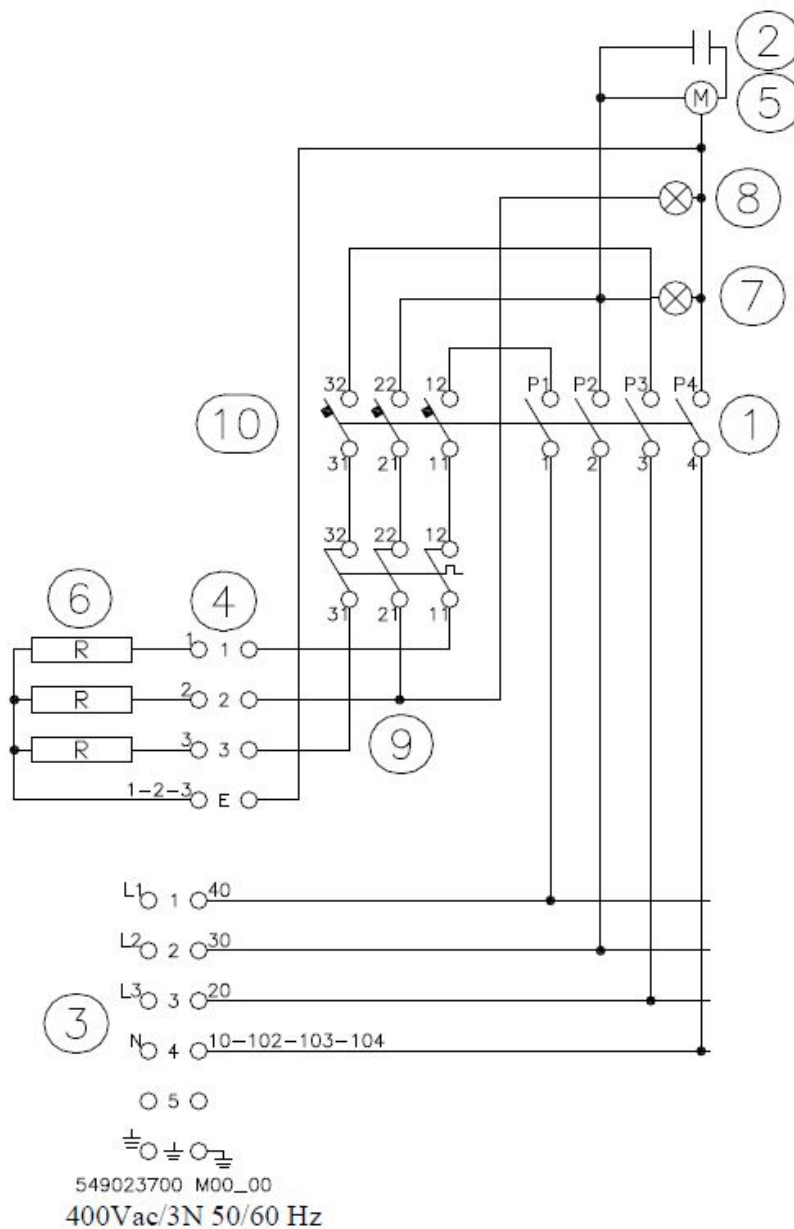 2
M
5
8
7
32 22 12 P1 P2 P3 P4
10
1
31 21 11 1 2 3 4
32 22 12
6 4
31 21 11
R 1 1
R 2 2
R 3 3
9
1-2-3 E
L1 1 40
L2 2 30
L3 3 20
3
N 4 10-102-103-104
5
549023700 M00_00
400Vac/3N 50/60 Hz